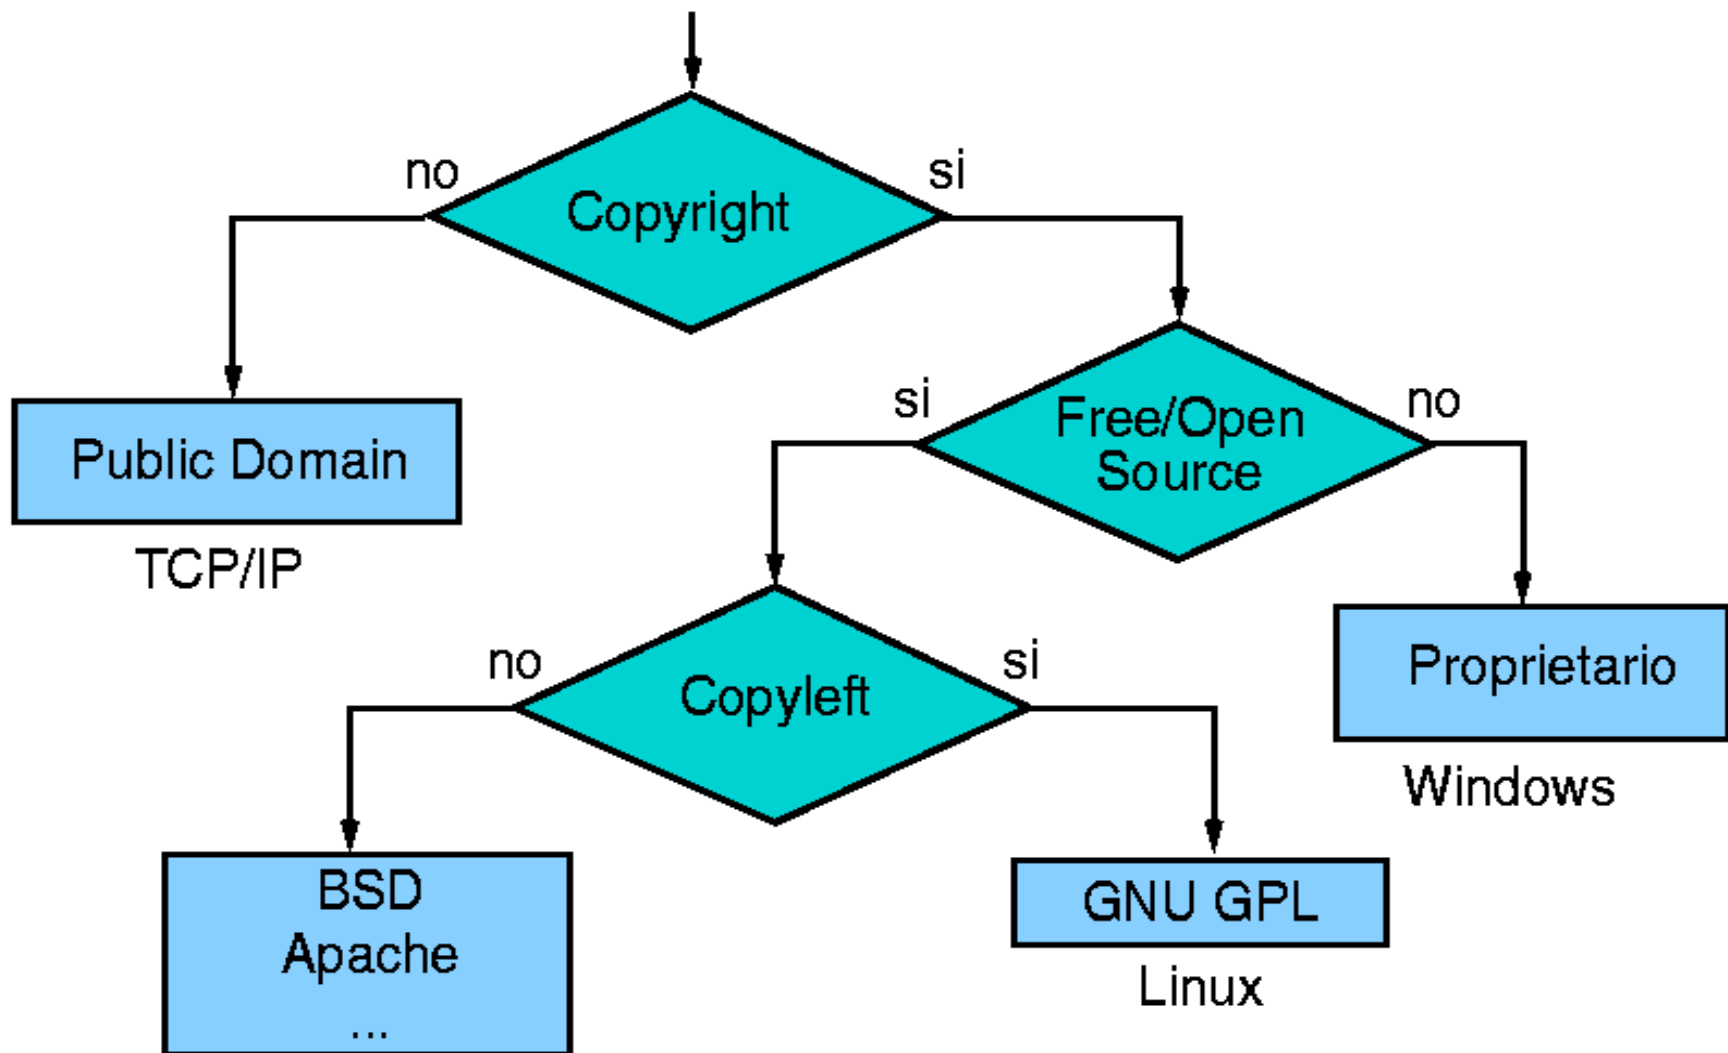 no
si
Copyright
si
no
Free/Open
Source
Public Domain
TCP/IP
no
si
Copyleft
Proprietario
Windows
BSD
Apache
...
GNU GPL
Linux